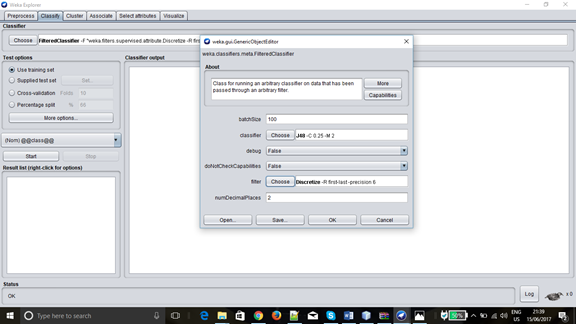 Weka Explorer
Preprocess Classify Cluster Associate Select attributes Visualize
Classifier
Choose FilteredClassifier -F "weka.filters.supervised.attribute.Discretize -R first
weka.gui.GenericObjectEditor
weka.classifiers.meta.FilteredClassifier
About
Class for running an arbitrary classifier on data that has been
passed through an arbitrary filter.
More
Capabilities
batchSize 100
classifier Choose J48 -C 0.25 -M 2
debug False
doNotCheckCapabilities False
filter Choose Discretize -R first-last -precision 6
numDecimalPlaces 2
Open... Save... OK Cancel
Test options
Use training set
Supplied test set Set...
Cross-validation Folds 10
Percentage split % 66
More options...
(Nom) @@class@@
Start Stop
Result list (right-click for options)
Classifier output
Status
OK
Log x 0
Type here to search
50%
ENG
US
21:39
15/06/2017